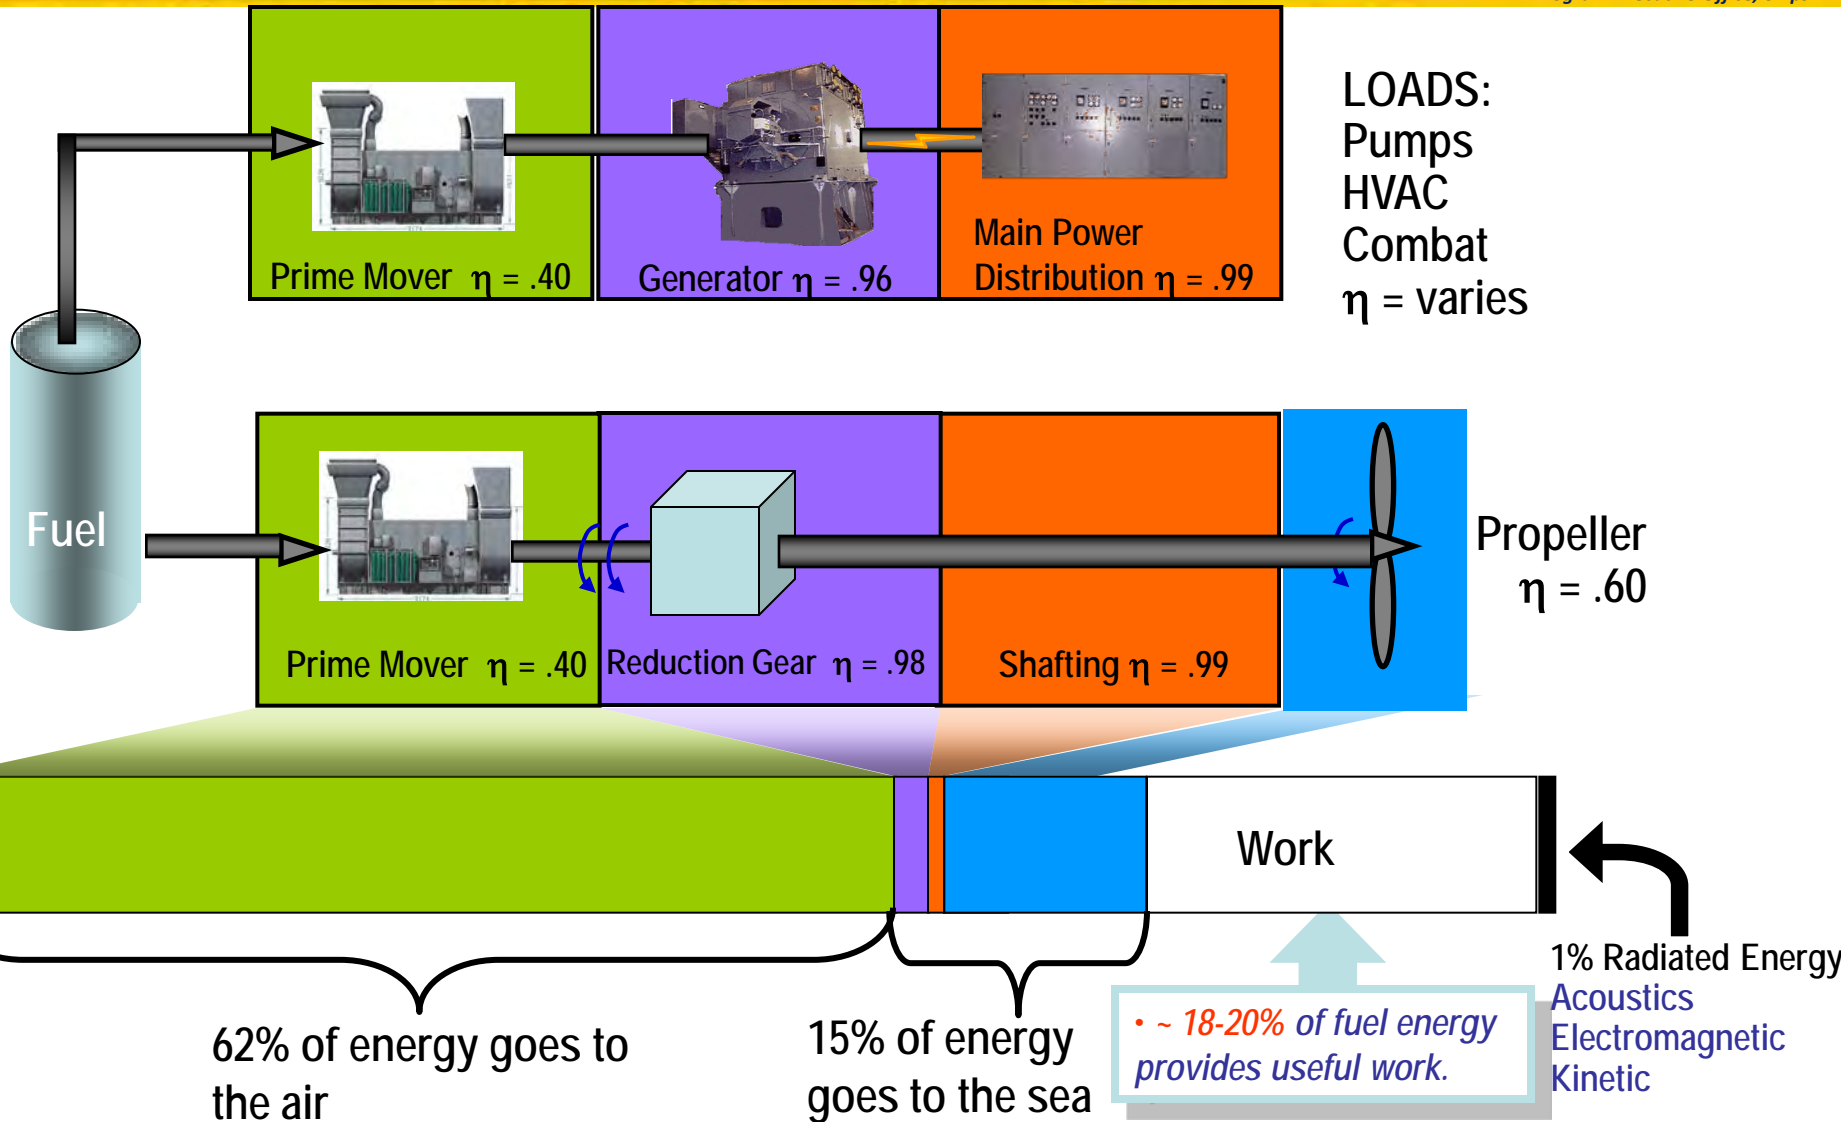 LOADS:
Pumps
HVAC
Combat
η = varies
Prime Mover η = .40
Generator η = .96
Main Power
Distribution η = .99
Fuel
Propeller
η = .60
Prime Mover η = .40
Reduction Gear η = .98
Shafting η = .99
Work
62% of energy goes to
the air
15% of energy
goes to the sea
• ~ 18-20% of fuel energy
provides useful work.
1% Radiated Energy
Acoustics
Electromagnetic
Kinetic